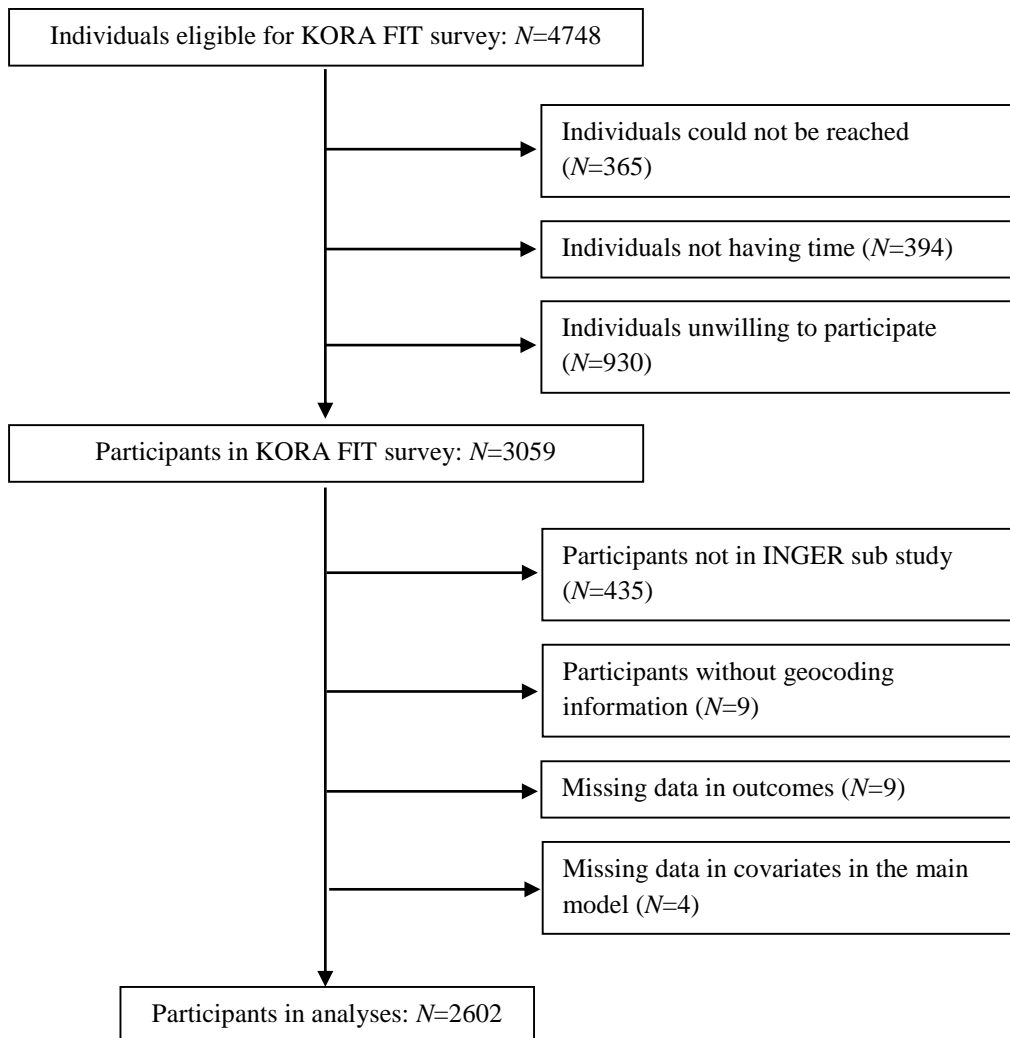 Individuals eligible for KORA FIT survey: N=4748
Individuals could not be reached
(N=365)
Individuals not having time (N=394)
Individuals unwilling to participate
(N=930)
Participants in KORA FIT survey: N=3059
Participants not in INGER sub study
(N=435)
Participants without geocoding
information (N=9)
Missing data in outcomes (N=9)
Missing data in covariates in the main
model (N=4)
Participants in analyses: N=2602